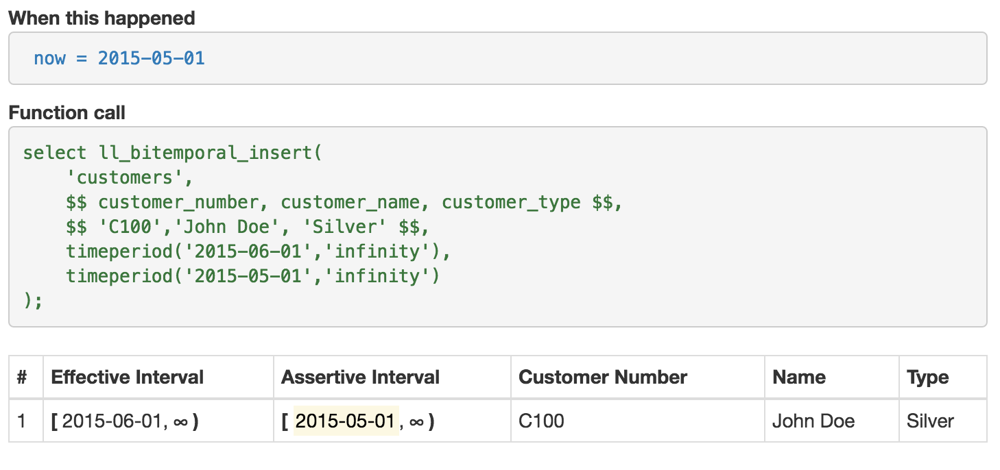 When this happened
now = 2015-05-01
Function call
select ll_bitemporal_insert(
'customers',
$$ customer_number, customer_name, customer_type $$,
$$ 'C100','John Doe', 'Silver' $$,
timeperiod('2015-06-01','infinity'),
timeperiod('2015-05-01','infinity')
);
# Effective Interval Assertive Interval Customer Number Name Type
1 [ 2015-06-01, ∞ ) [ 2015-05-01, ∞ ) C100 John Doe Silver